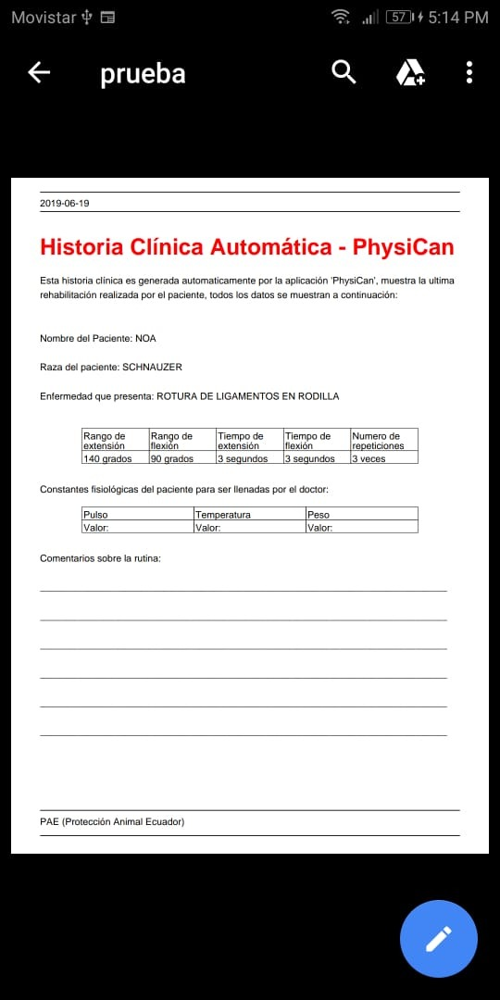 Movistar 57 5:14 PM
prueba
2019-06-19
Historia Clínica Automática - PhysiCan
Esta historia clínica es generada automaticamente por la aplicación 'PhysiCan', muestra la ultima
rehabilitación realizada por el paciente, todos los datos se muestran a continuación:
Nombre del Paciente: NOA
Raza del paciente: SCHNAUZER
Enfermedad que presenta: ROTURA DE LIGAMENTOS EN RODILLA
Rango de extensión Rango de flexión Tiempo de extensión Tiempo de flexión Numero de repeticiones
140 grados 90 grados 3 segundos 3 segundos 3 veces
Constantes fisiológicas del paciente para ser llenadas por el doctor:
Pulso Temperatura Peso
Valor: Valor: Valor:
Comentarios sobre la rutina:
PAE (Protección Animal Ecuador)